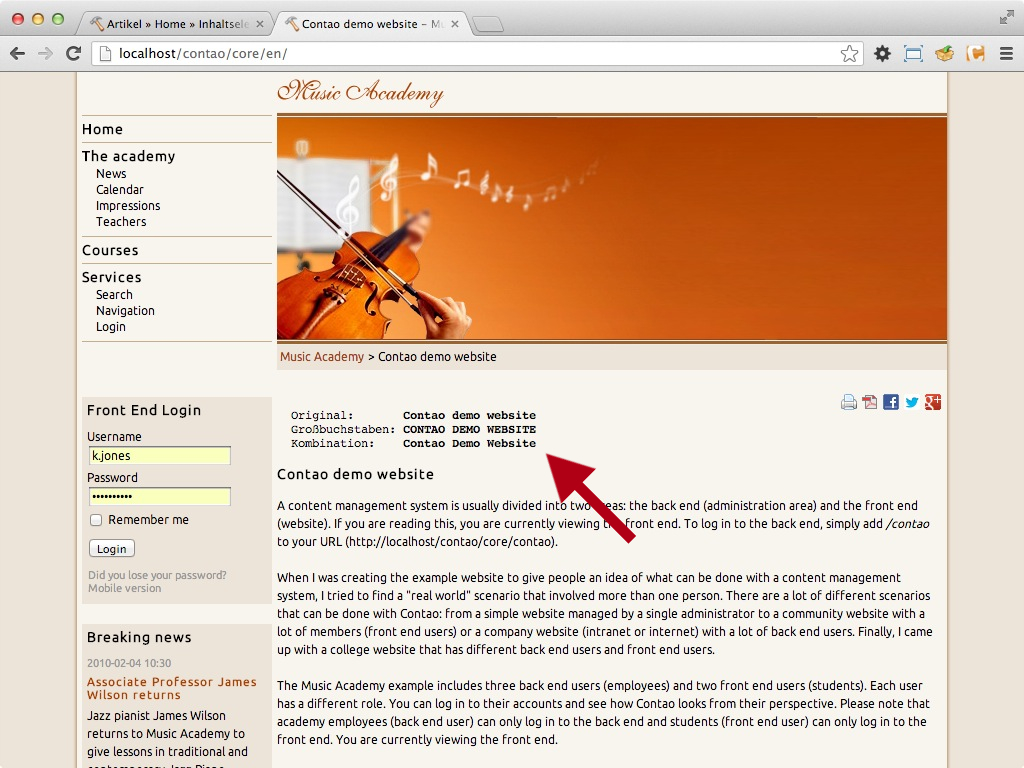 Artikel » Home » Inhaltsele
Contao demo website – Mu
localhost/contao/core/en/
Music Academy
Home
The academy
News
Calendar
Impressions
Teachers
Courses
Services
Search
Navigation
Login
Music Academy > Contao demo website
Front End Login
Username
k.jones
Password
••••••••••
Remember me
Login
Did you lose your password?
Mobile version
Breaking news
2010-02-04 10:30
Associate Professor James
Wilson returns
Jazz pianist James Wilson
returns to Music Academy to
give lessons in traditional and
Original: Contao demo website
Großbuchstaben: CONTAO DEMO WEBSITE
Kombination: Contao Demo Website
Contao demo website
A content management system is usually divided into two areas: the back end (administration area) and the front end
(website). If you are reading this, you are currently viewing the front end. To log in to the back end, simply add /contao
to your URL (http://localhost/contao/core/contao).
When I was creating the example website to give people an idea of what can be done with a content management
system, I tried to find a "real world" scenario that involved more than one person. There are a lot of different scenarios
that can be done with Contao: from a simple website managed by a single administrator to a community website with a
lot of members (front end users) or a company website (intranet or internet) with a lot of back end users. Finally, I came
up with a college website that has different back end users and front end users.
The Music Academy example includes three back end users (employees) and two front end users (students). Each user
has a different role. You can log in to their accounts and see how Contao looks from their perspective. Please note that
academy employees (back end user) can only log in to the back end and students (front end user) can only log in to the
front end. You are currently viewing the front end.